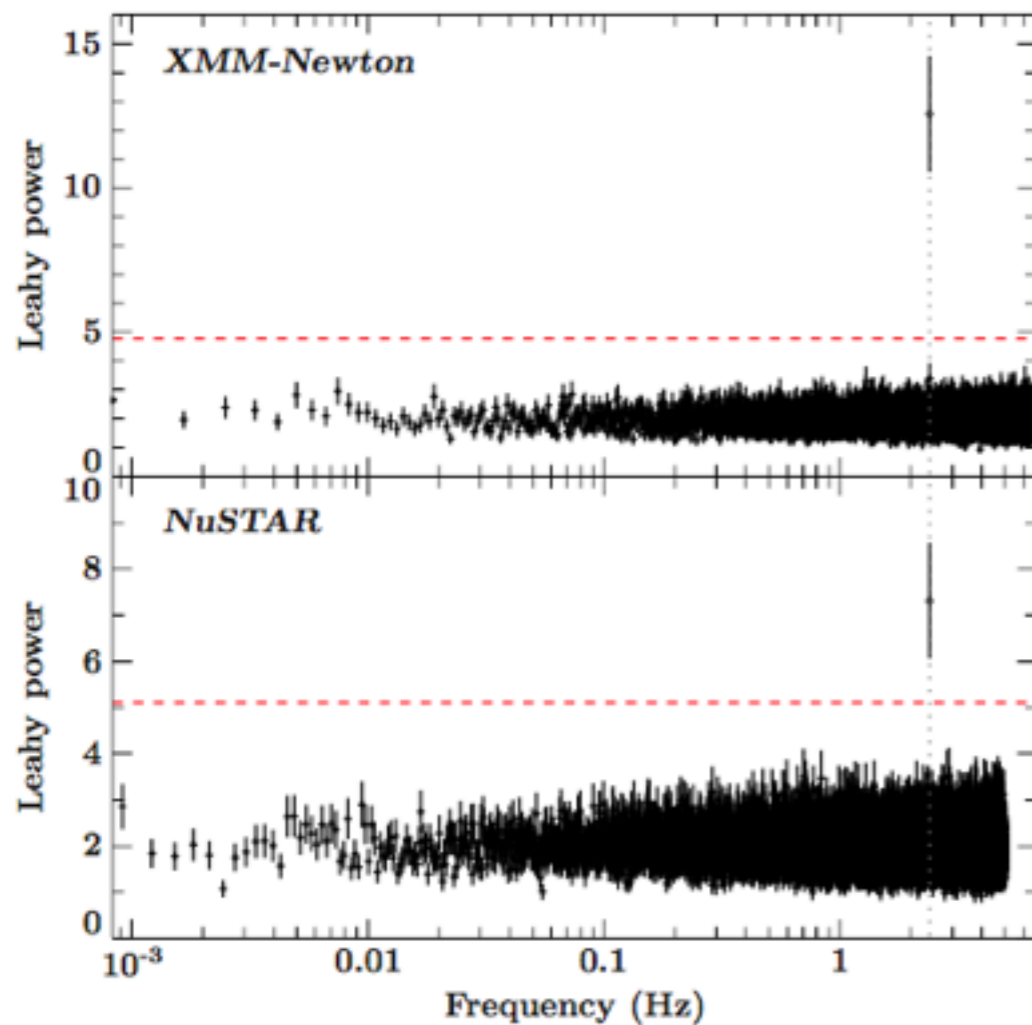 15
XMM-Newton
10
Leahy power
5
0
10
NuSTAR
8
6
Leahy power
4
2
0
10⁻³ 0.01 0.1 1
Frequency (Hz)